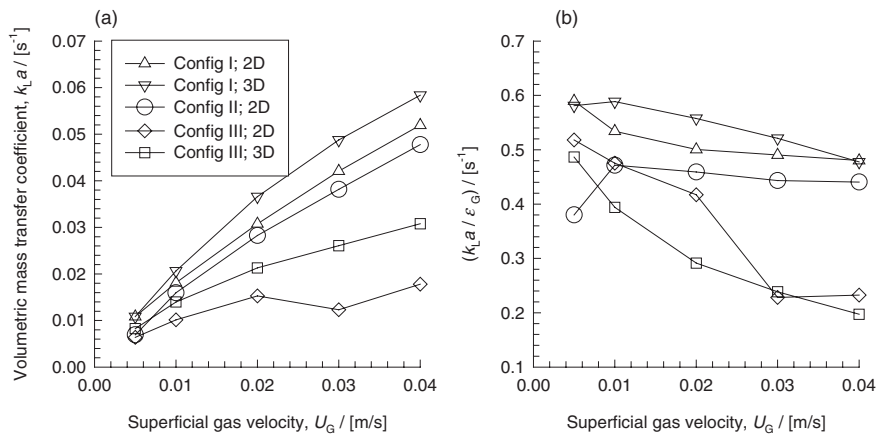 (a)
Volumetric mass transfer coefficient, kLa / [s-1]
0.07
0.06
0.05
0.04
0.03
0.02
0.01
0.00
Config I; 2D
Config I; 3D
Config II; 2D
Config III; 2D
Config III; 3D
0.00 0.01 0.02 0.03 0.04
Superficial gas velocity, UG / [m/s]
(b)
(kLa / εG) / [s-1]
0.7
0.6
0.5
0.4
0.3
0.2
0.1
0.00 0.01 0.02 0.03 0.04
Superficial gas velocity, UG / [m/s]